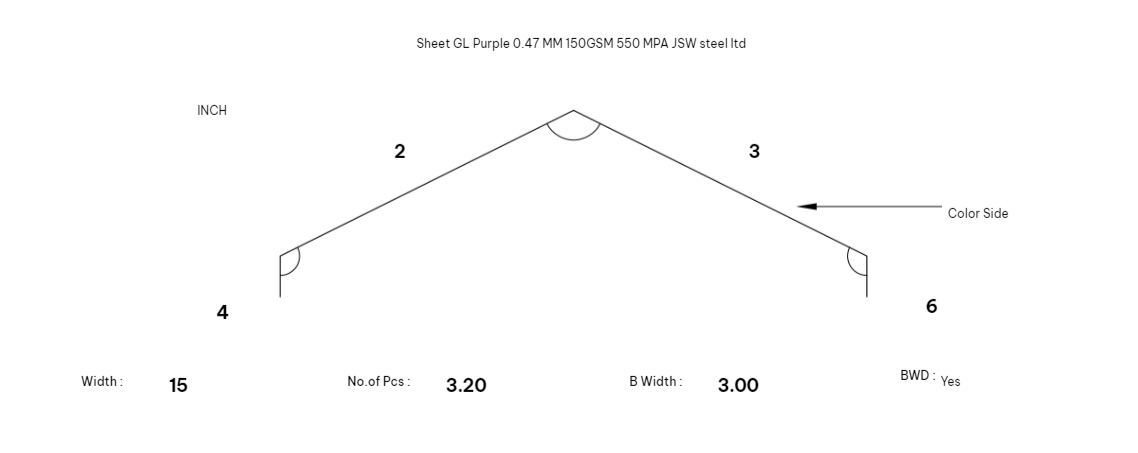 Sheet GL Purple 0.47 MM 150GSM 550 MPA JSW steel ltd
INCH
2
3
Color Side
4
6
Width : 15 No.of Pcs : 3.20 B Width : 3.00 BWD : Yes